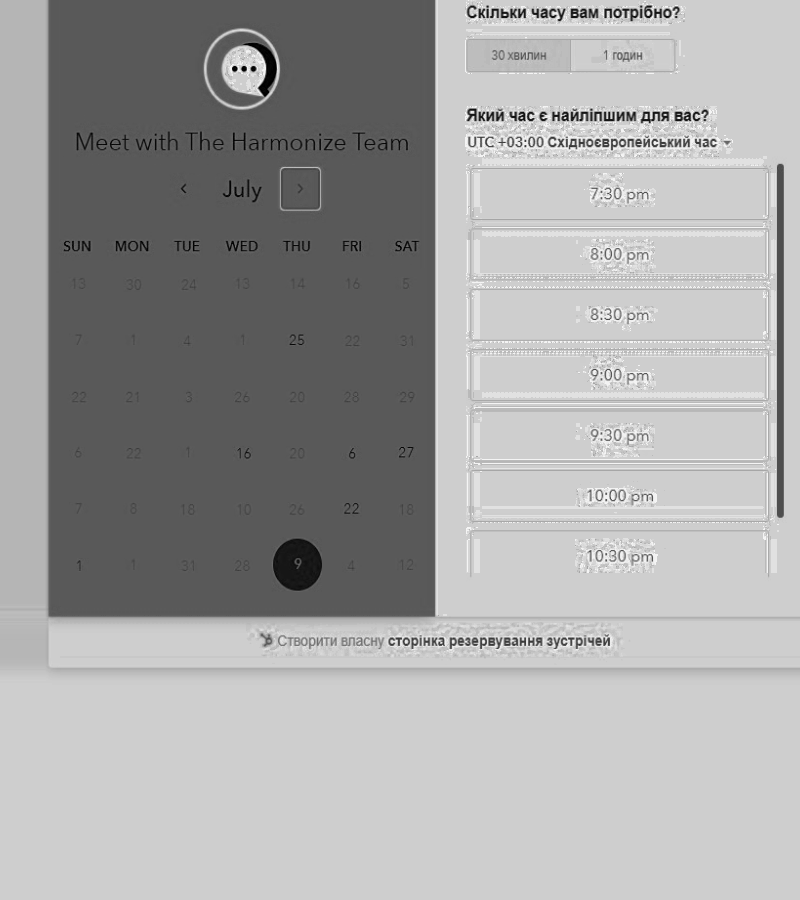 Meet with The Harmonize Team
July
SUN MON TUE WED THU FRI SAT
13 30 24 13 14 16 5
7 1 4 1 25 22 31
22 21 3 26 20 28 29
6 22 1 16 20 6 27
7 8 18 10 26 22 18
1 1 31 28 9 4 12
Скільки часу вам потрібно?
30 хвилин 1 годин
Який час є найліпшим для вас?
UTC +03:00 Східноєвропейський час
7:30 pm
8:00 pm
8:30 pm
9:00 pm
9:30 pm
10:00 pm
10:30 pm
Створити власну сторінка резервування зустрічей